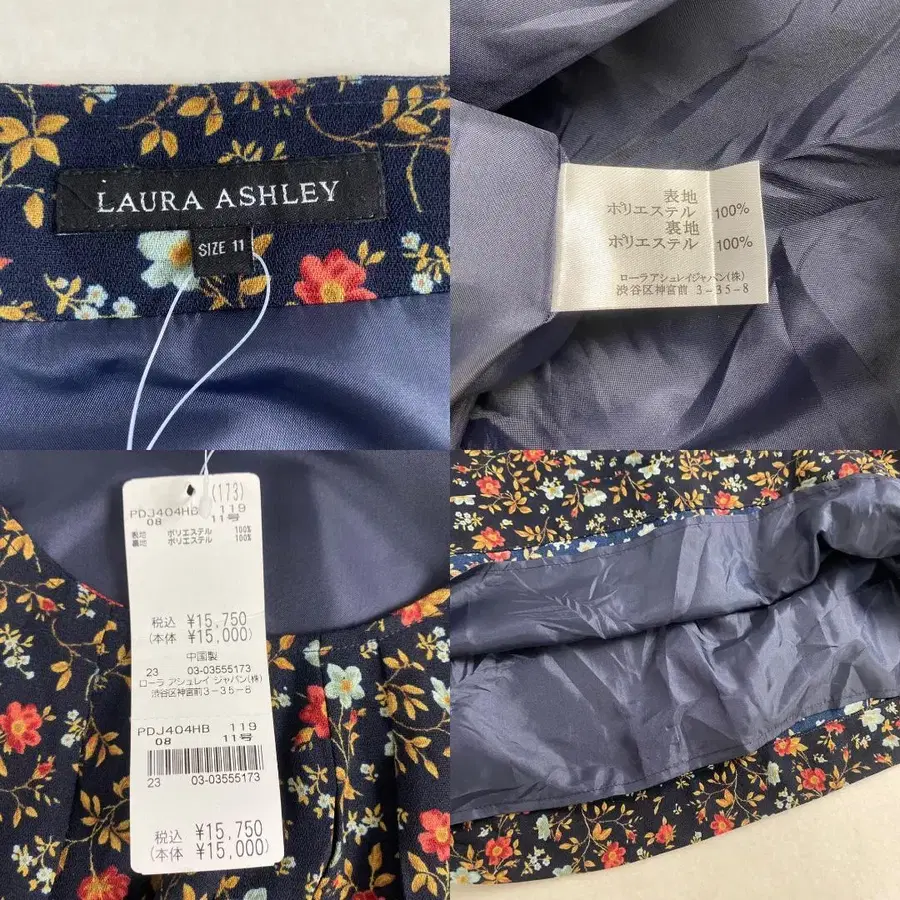 LAURA ASHLEY
SIZE 11
表地
ポリエステル 100%
裏地
ポリエステル 100%
ローラアシュレイジャパン(株)
渋谷区神宮前 3-35-8
(173)
PDJ404HB 119
08 11号
表地 ポリエステル 100%
裏地 ポリエステル 100%
税込 ¥15,750
(本体 ¥15,000)
中国製
23 03-03555173
ローラ アシュレイ ジャパン(株)
渋谷区神宮前3-35-8
PDJ404HB 119
08 11号
23 03-03555173
税込 ¥15,750
(本体 ¥15,000)